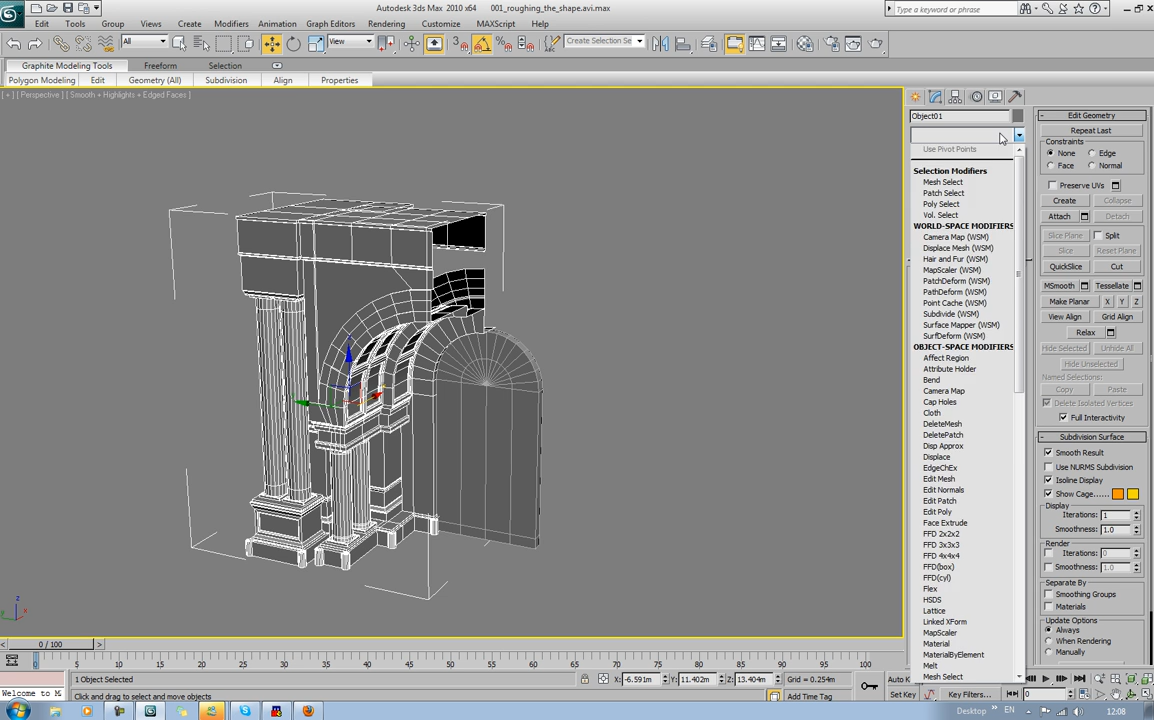 Autodesk 3ds Max 2010 x64 001_roughing_the_shape.avi.max
Type a keyword or phrase
Edit Tools Group Views Create Modifiers Animation Graph Editors Rendering Customize MAXScript Help
All View Create Selection Se
Graphite Modeling Tools Freeform Selection
Polygon Modeling Edit Geometry (All) Subdivision Align Properties
[ + ] [ Perspective ] [ Smooth + Highlights + Edged Faces ]
Object01
Use Pivot Points
Selection Modifiers
Mesh Select
Patch Select
Poly Select
Vol. Select
WORLD-SPACE MODIFIERS
Camera Map (WSM)
Displace Mesh (WSM)
Hair and Fur (WSM)
MapScaler (WSM)
PatchDeform (WSM)
PathDeform (WSM)
Point Cache (WSM)
Subdivide (WSM)
Surface Mapper (WSM)
SurfDeform (WSM)
OBJECT-SPACE MODIFIERS
Affect Region
Attribute Holder
Bend
Camera Map
Cap Holes
Cloth
DeleteMesh
DeletePatch
Disp Approx
Displace
EdgeChEx
Edit Mesh
Edit Normals
Edit Patch
Edit Poly
Face Extrude
FFD 2x2x2
FFD 3x3x3
FFD 4x4x4
FFD(box)
FFD(cyl)
Flex
HSDS
Lattice
Linked XForm
MapScaler
Material
MaterialByElement
Melt
Mesh Select
- Edit Geometry
Repeat Last
Constraints
None Edge
Face Normal
Preserve UVs
Create Collapse
Attach Detach
Slice Plane Split
Slice Reset Plane
QuickSlice Cut
MSmooth Tessellate
Make Planar X Y Z
View Align Grid Align
Relax
Hide Selected Unhide All
Hide Unselected
Named Selections:
Copy Paste
Delete Isolated Vertices
Full Interactivity
- Subdivision Surface
Smooth Result
Use NURMS Subdivision
Isoline Display
Show Cage......
Display
Iterations: 1
Smoothness: 1.0
Render
Iterations: 0
Smoothness: 1.0
Separate By
Smoothing Groups
Materials
Update Options
Always
When Rendering
Manually
z
x
y
< 0 / 100 >
0 5 10 15 20 25 30 35 40 45 50 55 60 65 70 75 80 85 90 95 100
1 Object Selected X: -6.591m Y: 11.402m Z: 13.404m Grid = 0.254m
Welcome to M Click and drag to select and move objects Add Time Tag
Set Key Key Filters... 0
Desktop EN 12:08